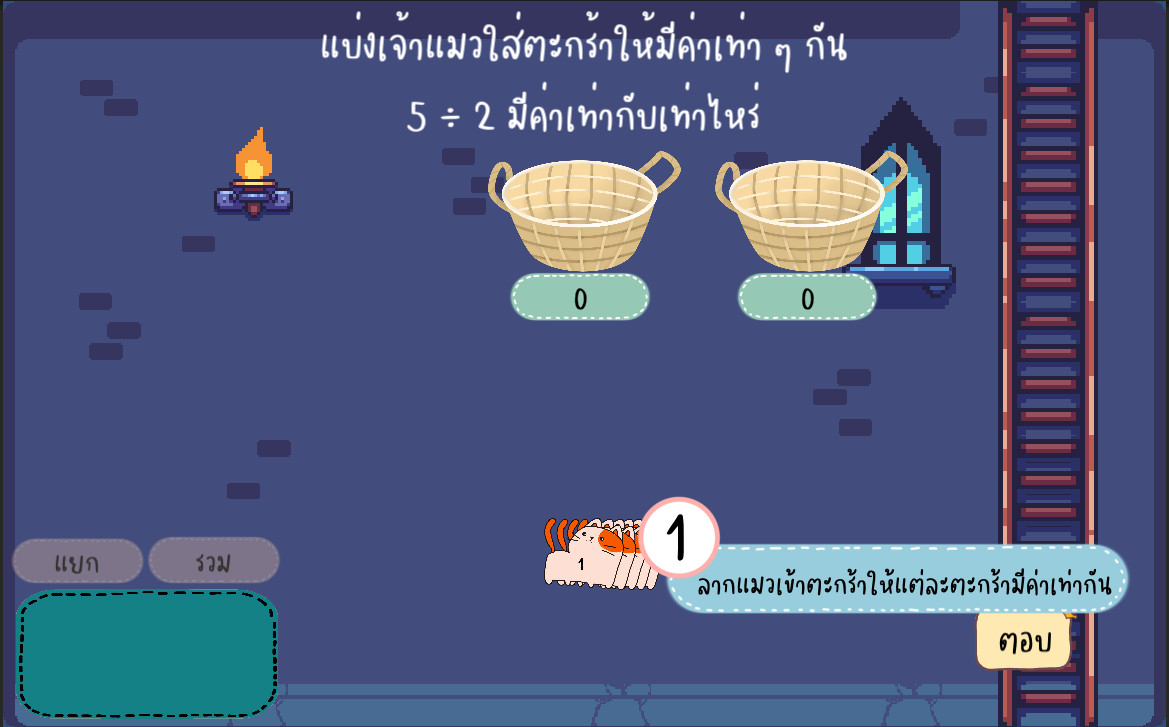 แบ่งเจ้าแมวใส่ตะกร้าให้มีค่าเท่า ๆ กัน
5 ÷ 2 มีค่าเท่ากับเท่าไหร่
0
0
1
1
ลากแมวเข้าตะกร้าให้แต่ละตะกร้ามีค่าเท่ากัน
แยก
รวม
ตอบ